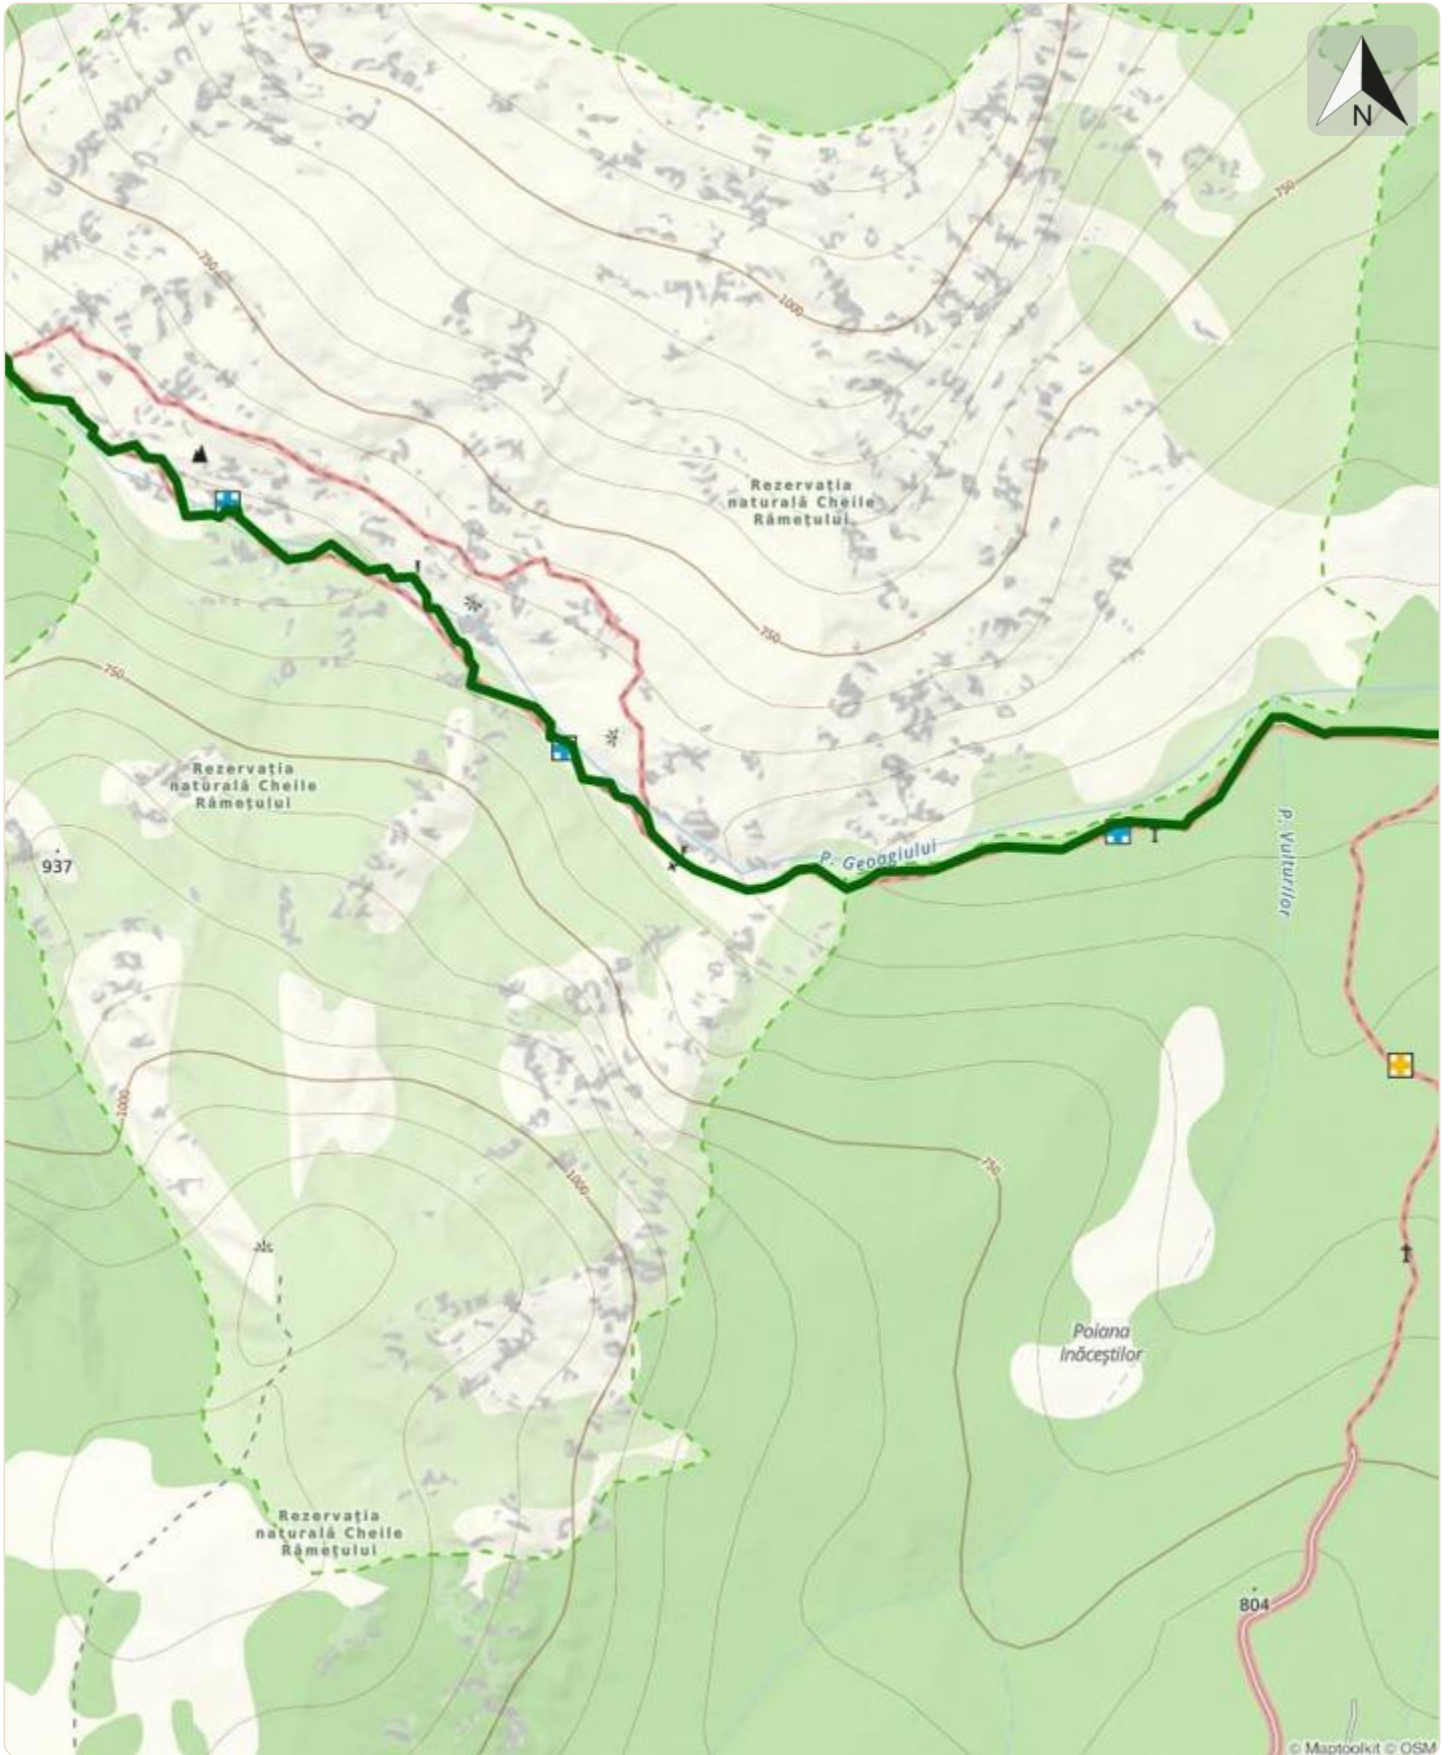 N
750
750
1000
Rezervația
naturală Cheile
Râmețului
750
750
Rezervația
naturală Cheile
Râmețului
P. Geoagiului
P. Vulturilor
937
1000
750
1000
Poiana
Inăceștilor
Rezervația
naturală Cheile
Râmețului
804
© Maptoolkit © OSM